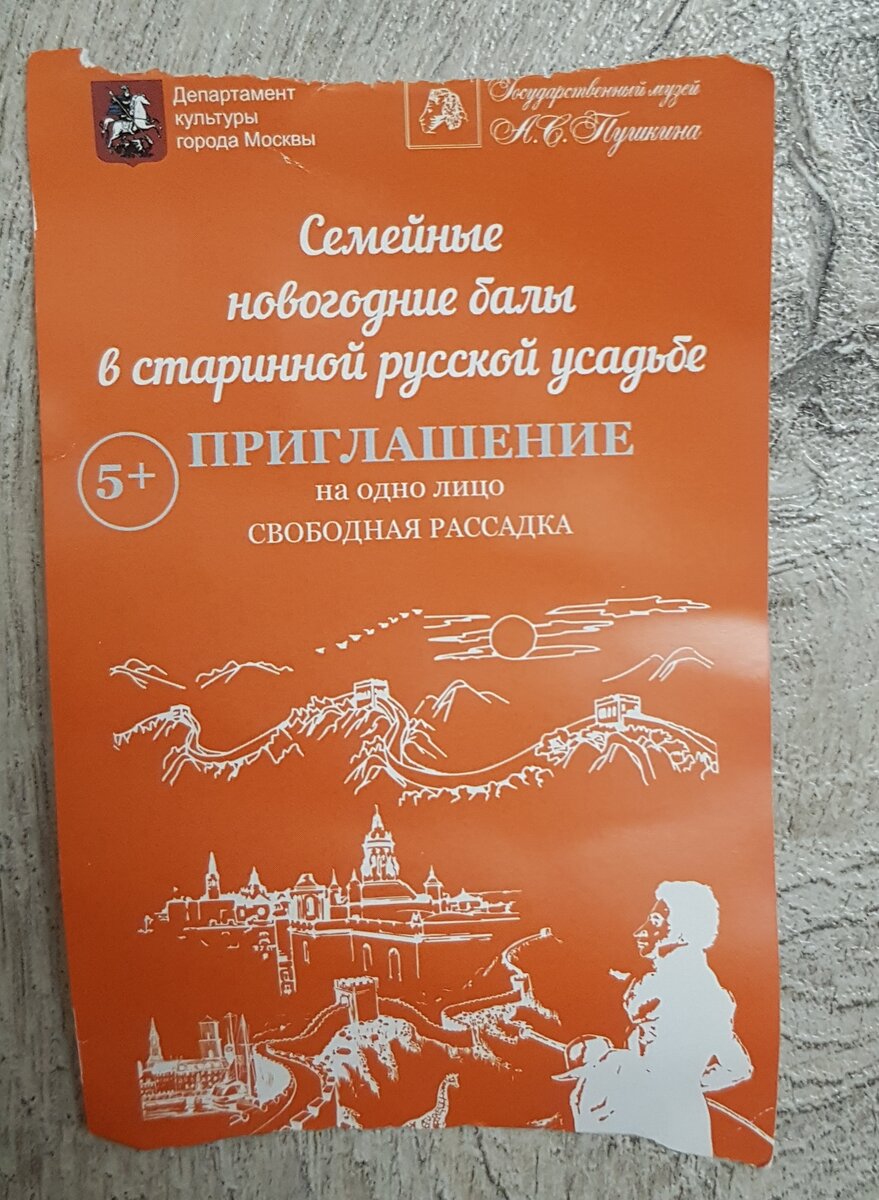 Департамент
культуры
города Москвы
Государственный музей
А.С. Пушкина
Семейные
новогодние балы
в старинной русской усадьбе
5+
ПРИГЛАШЕНИЕ
на одно лицо
СВОБОДНАЯ РАССАДКА